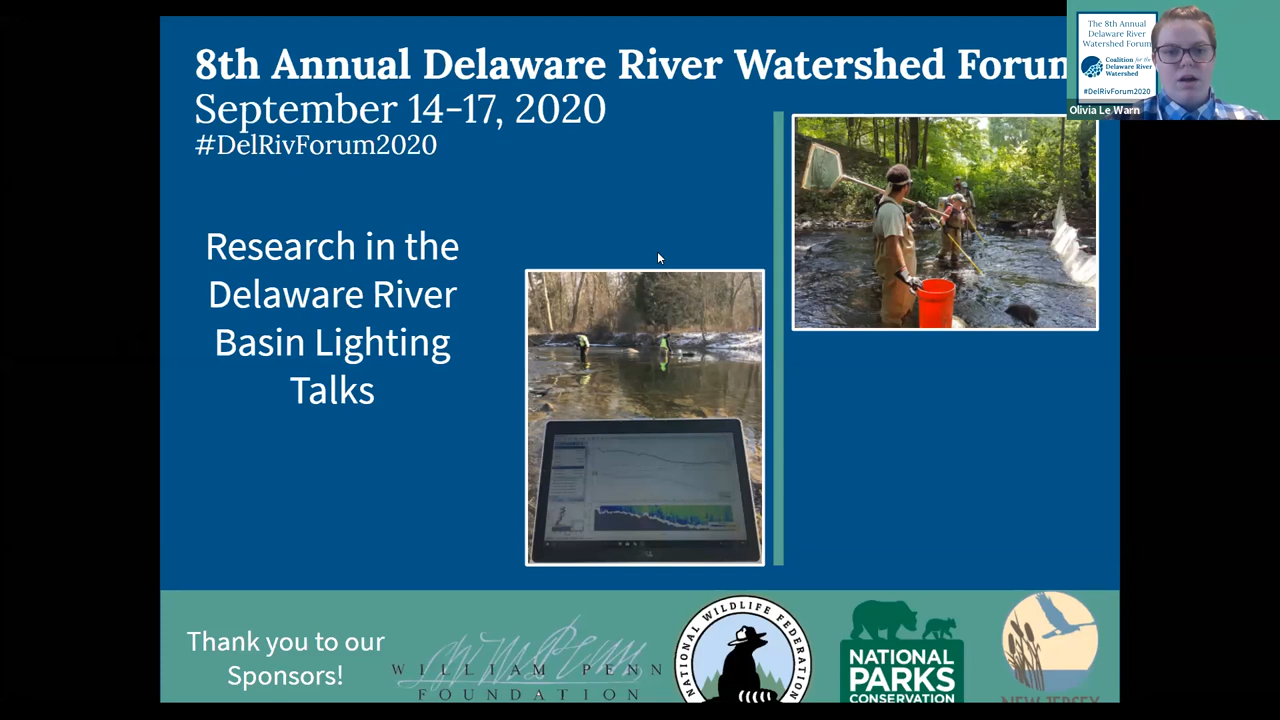 8th Annual Delaware River Watershed Forum
September 14-17, 2020
#DelRivForum2020
Research in the
Delaware River
Basin Lighting
Talks
The 8th Annual
Delaware River
Watershed Forum
Coalition for the
Delaware River
Watershed
#DelRivForum2020
Olivia Le Warn
Thank you to our
Sponsors!
WILLIAM PENN
FOUNDATION
NATIONAL WILDLIFE FEDERATION
NATIONAL
PARKS
CONSERVATION
NEW JERSEY